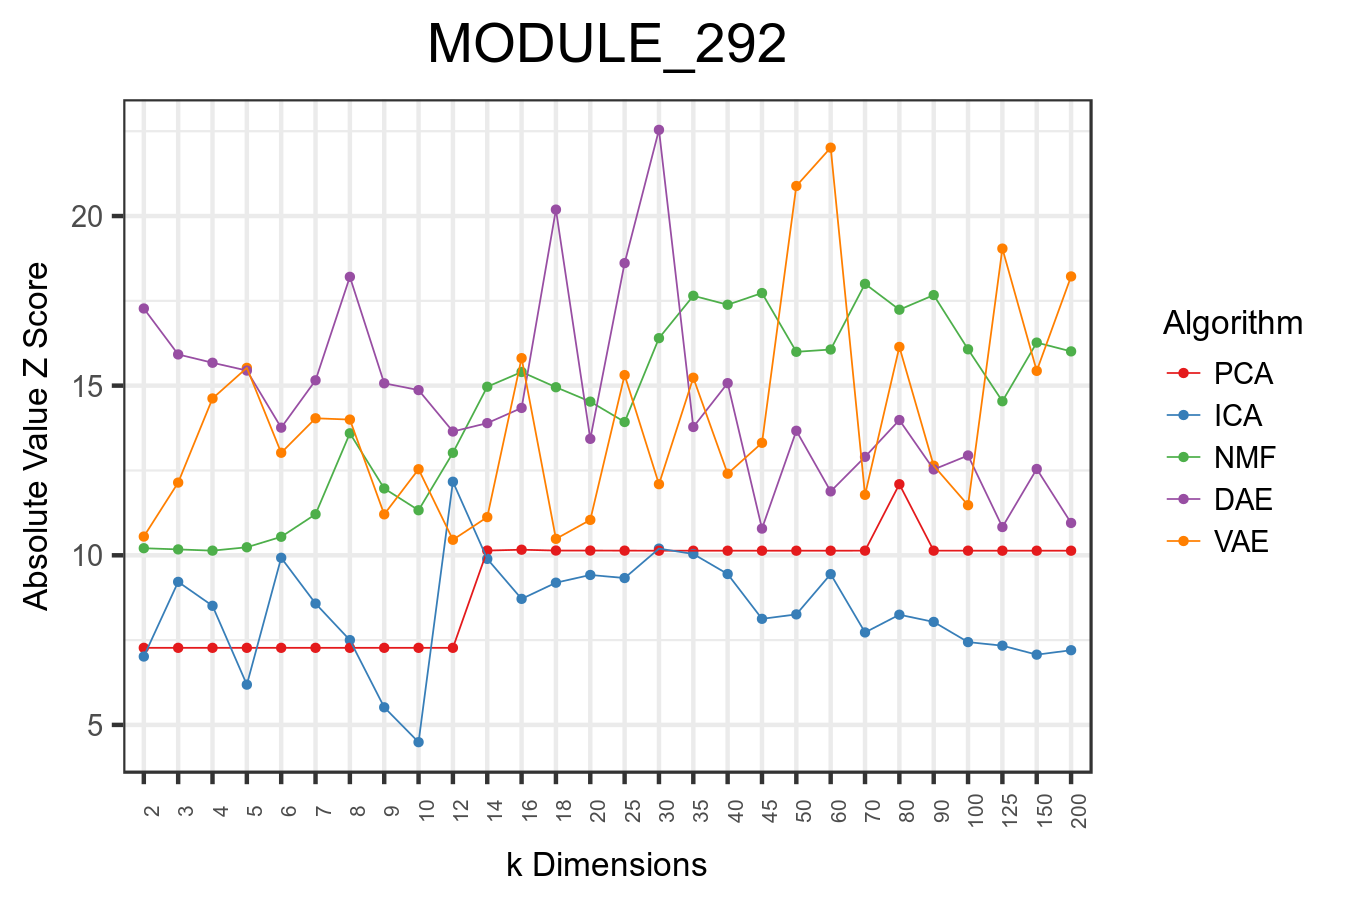 MODULE_292
Absolute Value Z Score
20
15
10
5
2 3 4 5 6 7 8 9 10 12 14 16 18 20 25 30 35 40 45 50 60 70 80 90 100 125 150 200
k Dimensions
Algorithm
PCA
ICA
NMF
DAE
VAE